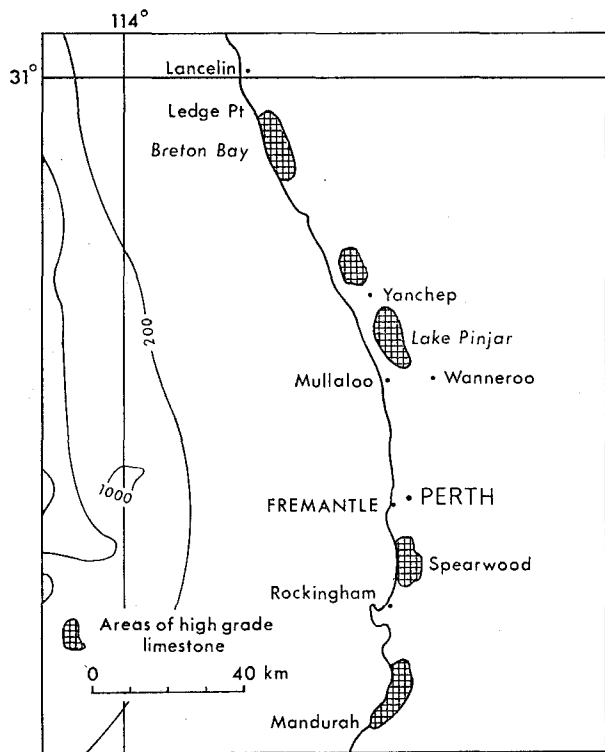 114°
31°
Lancelin
Ledge Pt
Breton Bay
200
Yanchep
Lake Pinjar
Mullaloo
Wanneroo
1000
FREMANTLE
PERTH
Spearwood
Rockingham
Areas of high grade
limestone
0 40 km
Mandurah